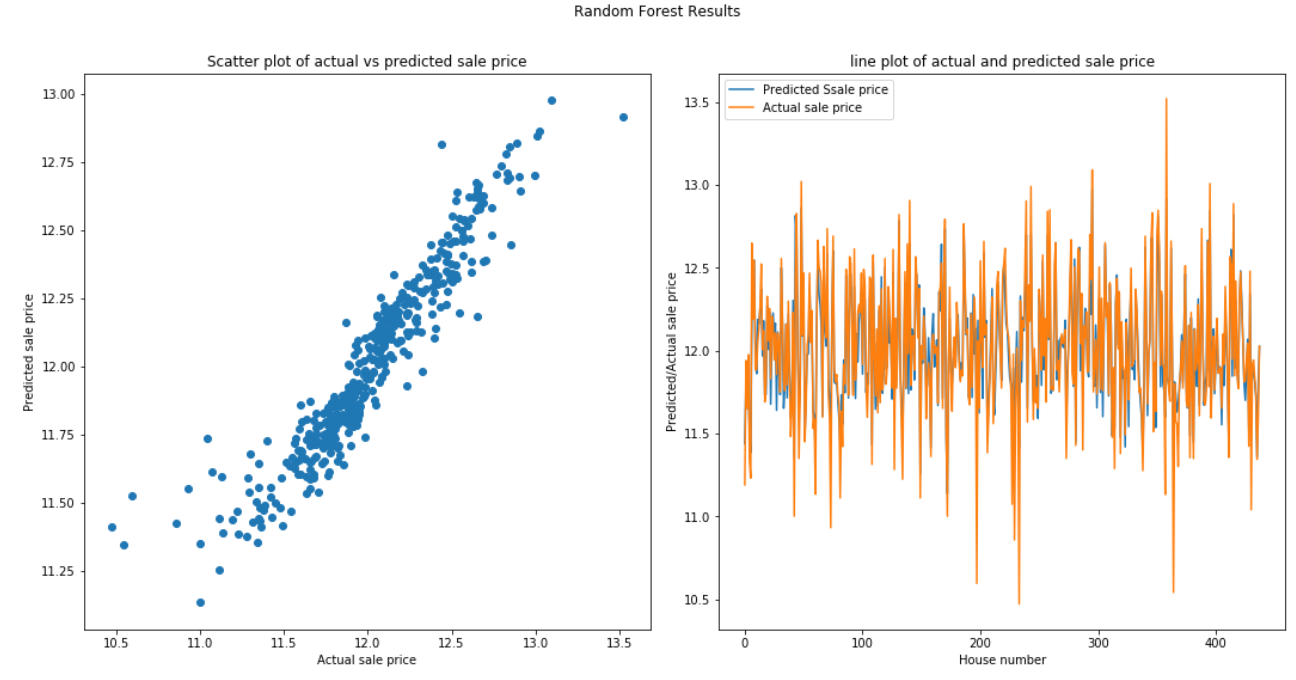 Random Forest Results
Scatter plot of actual vs predicted sale price
Predicted sale price
13.00
12.75
12.50
12.25
12.00
11.75
11.50
11.25
10.5 11.0 11.5 12.0 12.5 13.0 13.5
Actual sale price
line plot of actual and predicted sale price
Predicted Ssale price
Actual sale price
Predicted/Actual sale price
13.5
13.0
12.5
12.0
11.5
11.0
10.5
0 100 200 300 400
House number